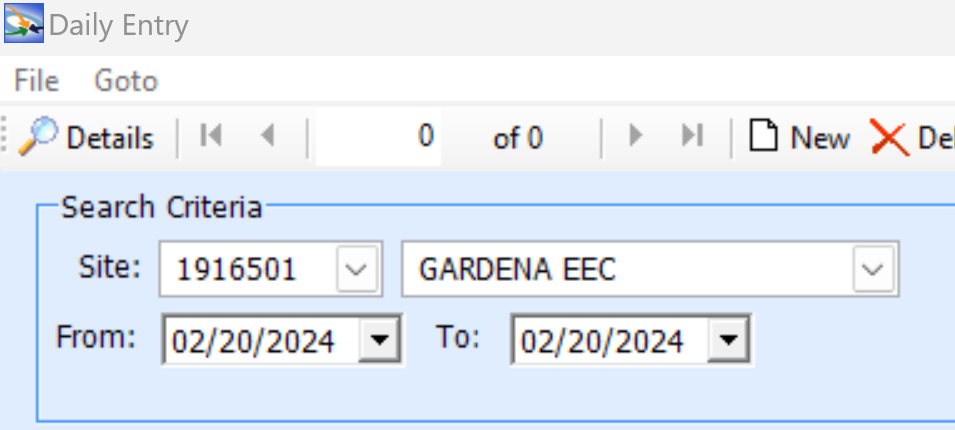 Daily Entry
File Goto
Details 0 of 0 New Del
Search Criteria
Site: 1916501 GARDENA EEC
From: 02/20/2024 To: 02/20/2024